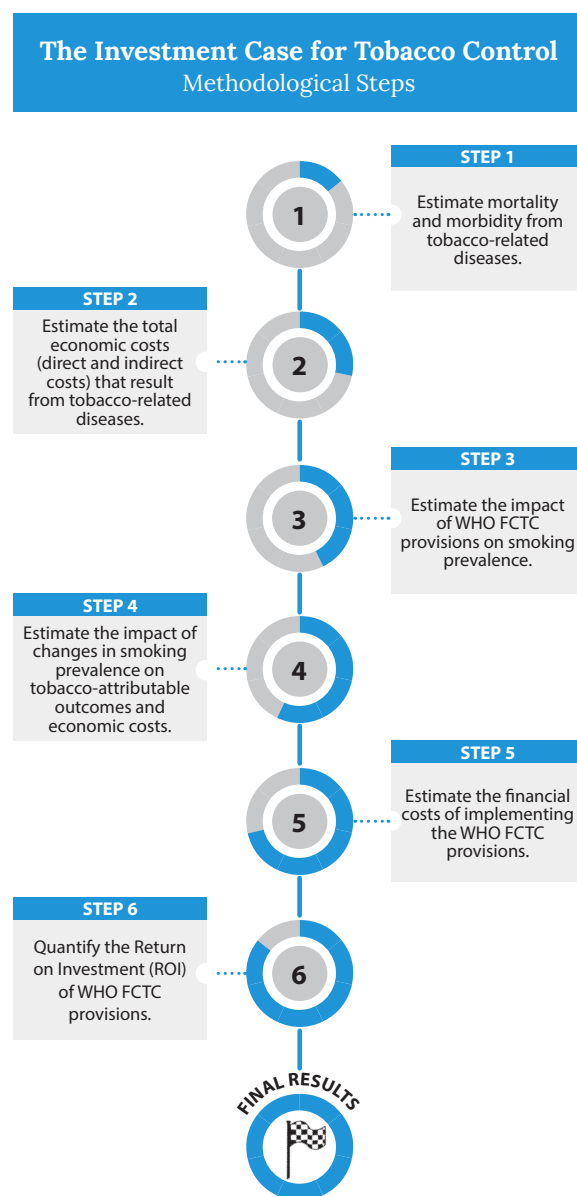 The Investment Case for Tobacco Control
Methodological Steps
STEP 1
1
Estimate mortality
and morbidity from
tobacco-related
diseases.
STEP 2
Estimate the total
economic costs
(direct and indirect
costs) that result
from tobacco-related
diseases.
2
STEP 3
3
Estimate the impact
of WHO FCTC
provisions on smoking
prevalence.
STEP 4
Estimate the impact of
changes in smoking
prevalence on
tobacco-attributable
outcomes and
economic costs.
4
STEP 5
5
Estimate the financial
costs of implementing
the WHO FCTC
provisions.
STEP 6
Quantify the Return
on Investment (ROI)
of WHO FCTC
provisions.
6
FINAL RESULTS